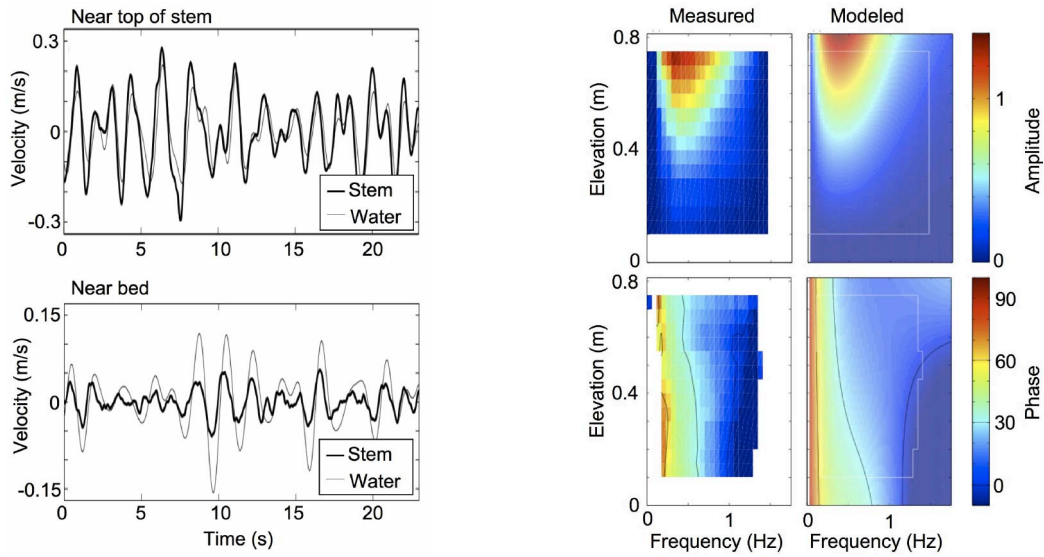 Near top of stem
0.3
0
-0.3
Velocity (m/s)
Stem
Water
0 5 10 15 20
Near bed
0.15
0
-0.15
Velocity (m/s)
Stem
Water
0 5 10 15 20
Time (s)
Measured Modeled
0.8
0.4
0
Elevation (m)
1
0
Amplitude
0.8
0.4
0
Elevation (m)
90
60
30
0
Phase
0 1 0 1
Frequency (Hz) Frequency (Hz)